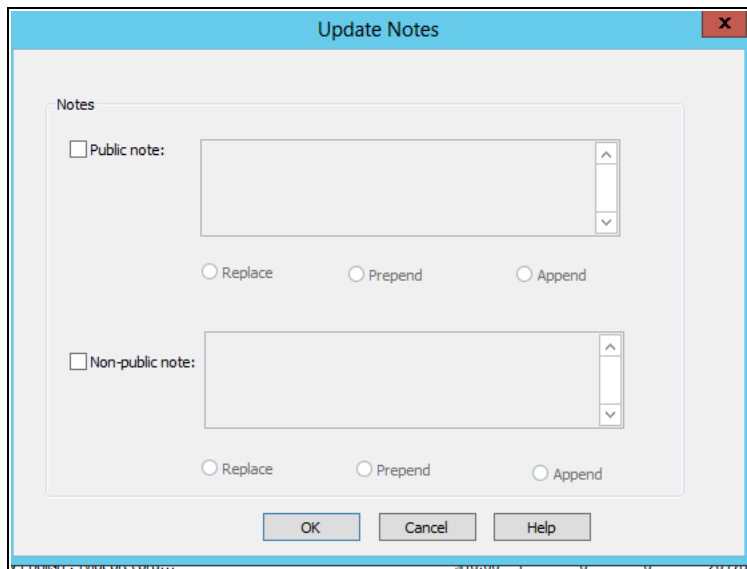 Update Notes
x
Notes
Public note:
Replace Prepend Append
Non-public note:
Replace Prepend Append
OK Cancel Help